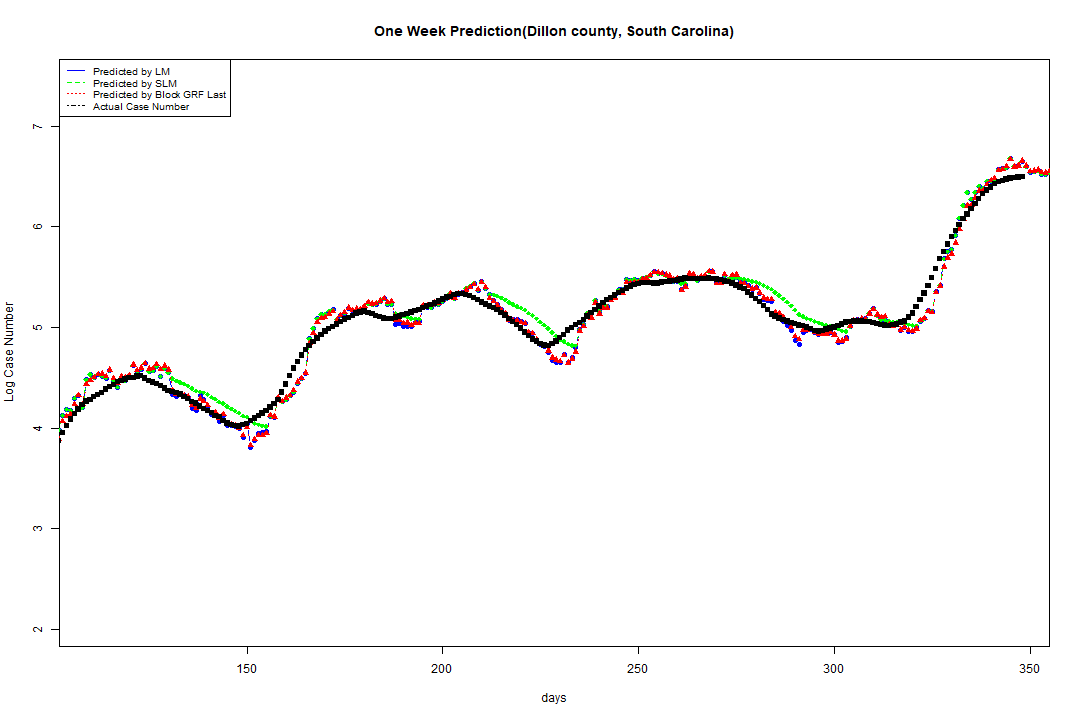 One Week Prediction(Dillon county, South Carolina)
Predicted by LM
Predicted by SLM
Predicted by Block GRF Last
Actual Case Number
7
6
5
4
3
2
Log Case Number
150 200 250 300 350
days